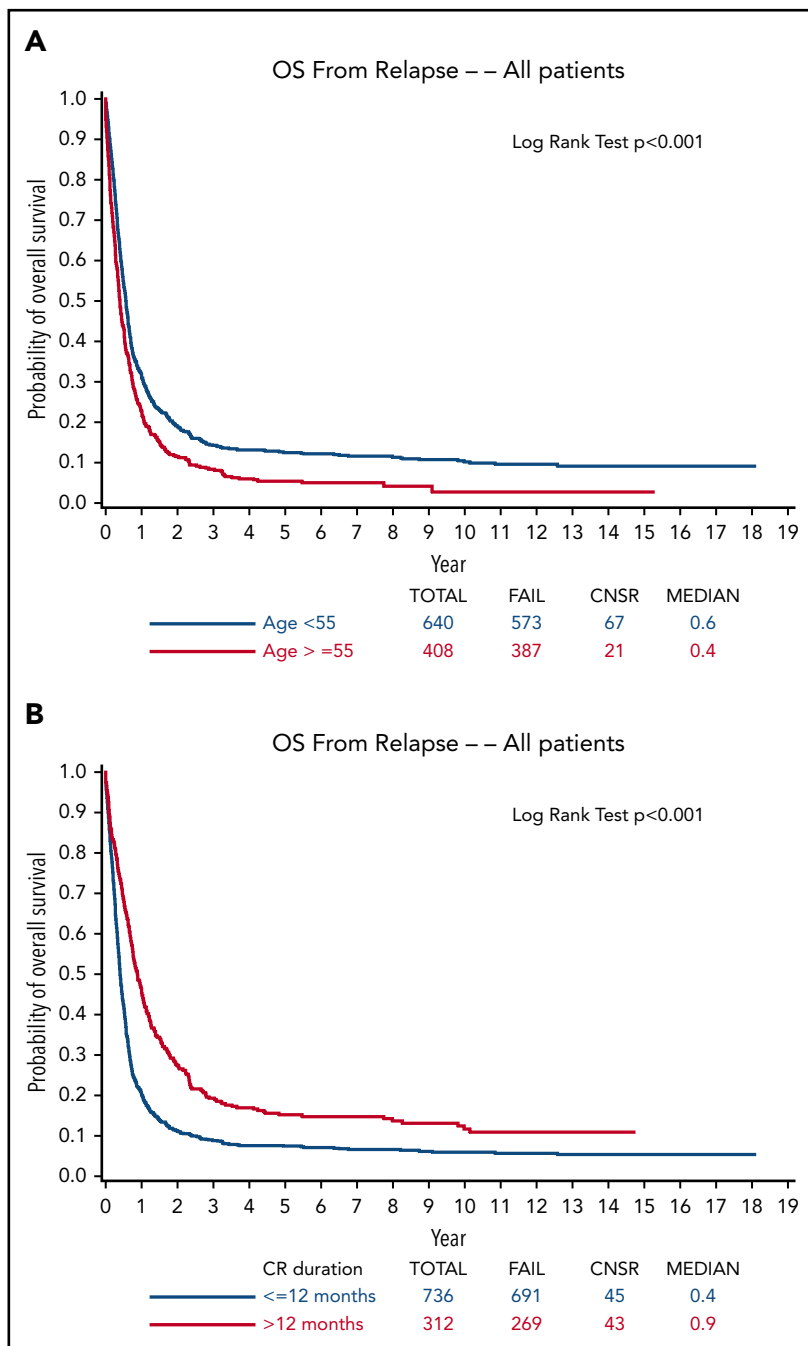 A
OS From Relapse – – All patients
Log Rank Test p<0.001
Probability of overall survival
1.0
0.9
0.8
0.7
0.6
0.5
0.4
0.3
0.2
0.1
0.0
0 1 2 3 4 5 6 7 8 9 10 11 12 13 14 15 16 17 18 19
Year
TOTAL FAIL CNSR MEDIAN
Age <55 640 573 67 0.6
Age > =55 408 387 21 0.4
B
OS From Relapse – – All patients
Log Rank Test p<0.001
Probability of overall survival
1.0
0.9
0.8
0.7
0.6
0.5
0.4
0.3
0.2
0.1
0.0
0 1 2 3 4 5 6 7 8 9 10 11 12 13 14 15 16 17 18 19
Year
CR duration TOTAL FAIL CNSR MEDIAN
<=12 months 736 691 45 0.4
>12 months 312 269 43 0.9